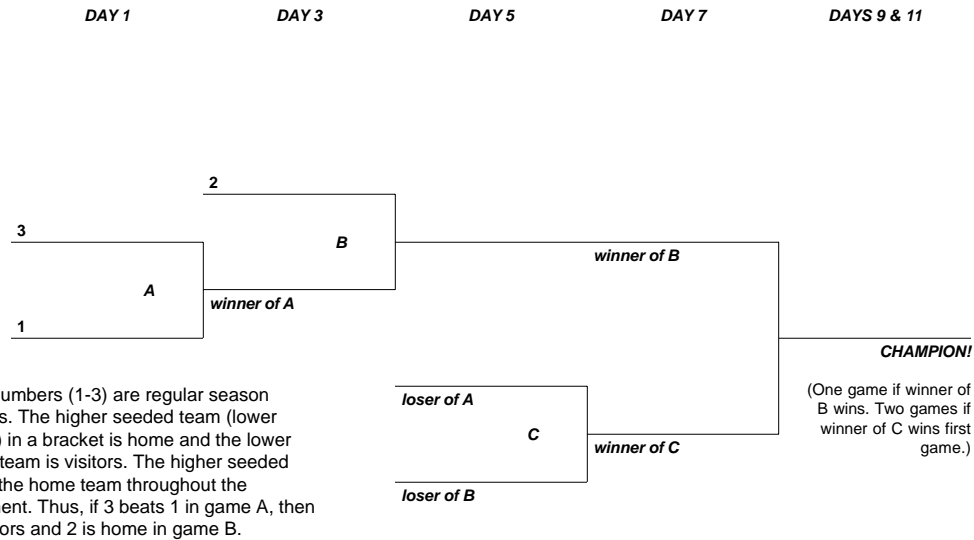 DAY 1 DAY 3 DAY 5 DAY 7 DAYS 9 & 11
2
3
B
winner of B
A
winner of A
1
CHAMPION!
(One game if winner of
B wins. Two games if
winner of C wins first
game.)
loser of A
C
winner of C
loser of B
(1-3) are regular season
The higher seeded team (lower
in a bracket is home and the lower
team is visitors. The higher seeded
the home team throughout the
Thus, if 3 beats 1 in game A, then
and 2 is home in game B.